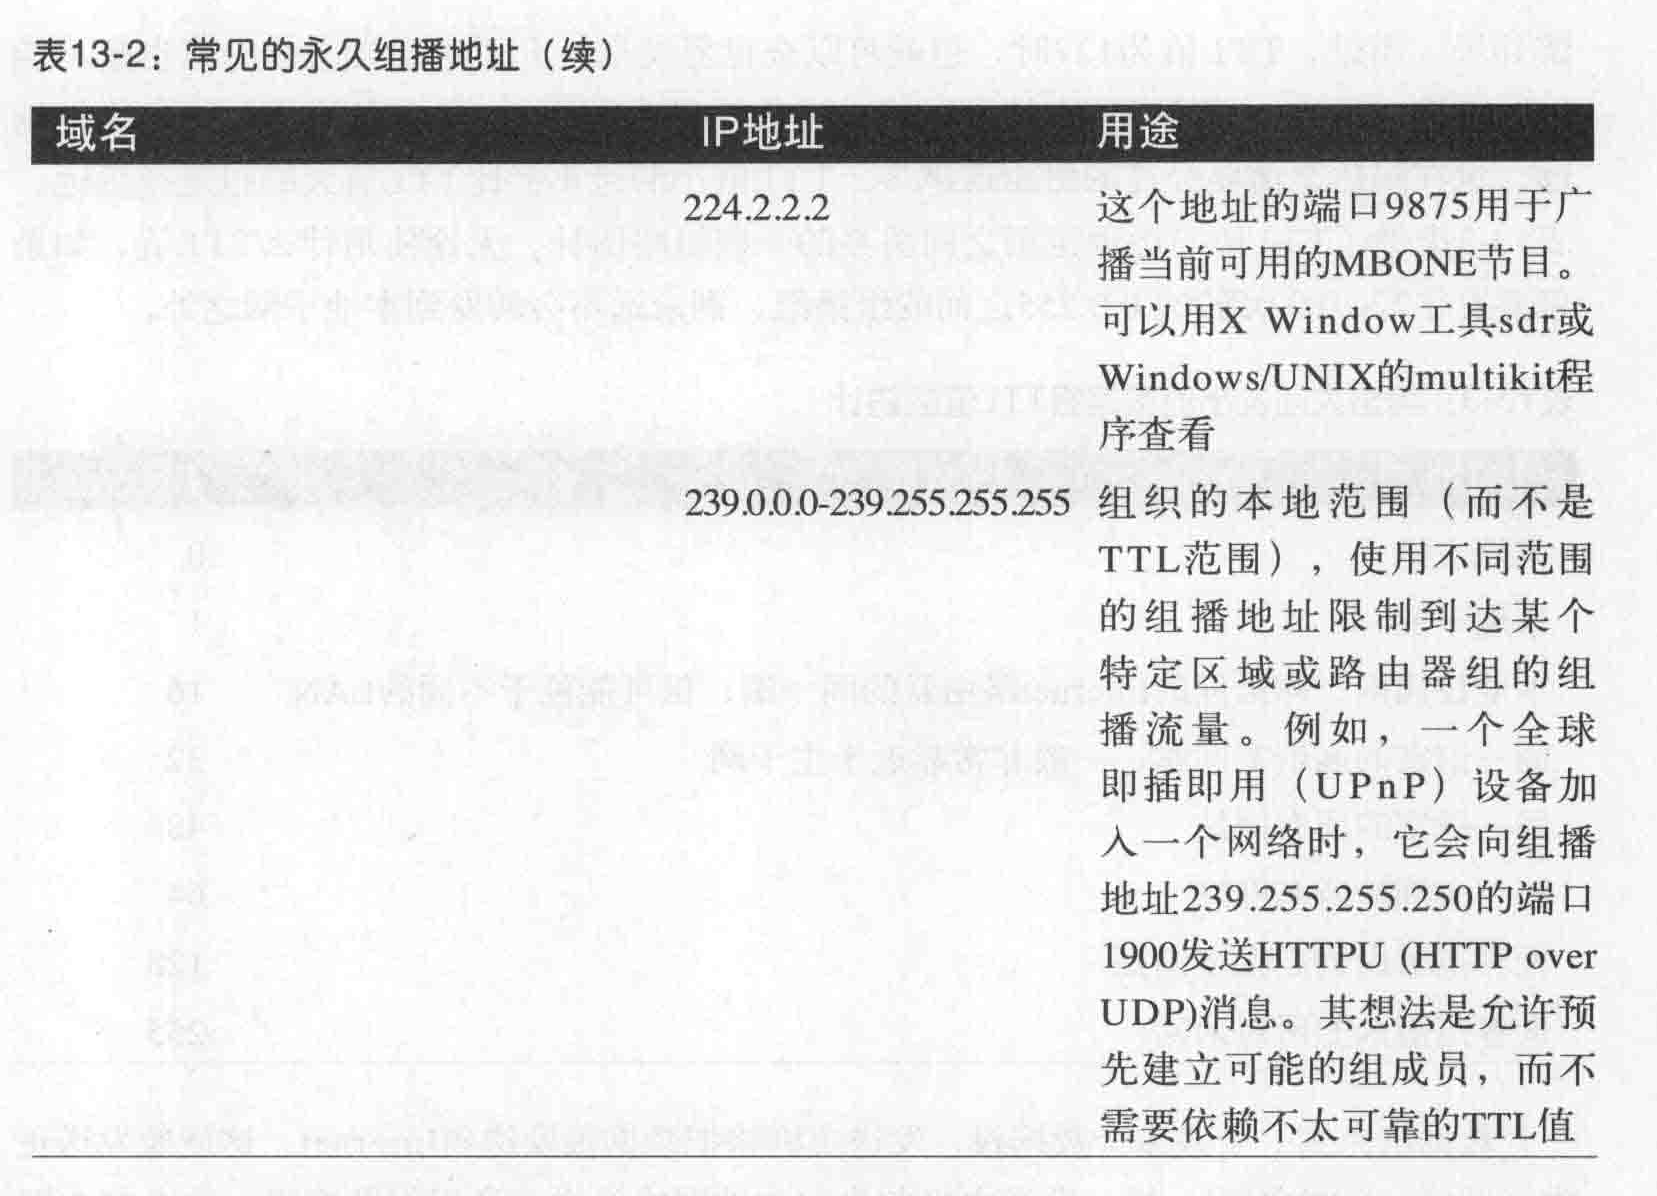 表13-2：常见的永久组播地址（续）
域名 IP地址 用途
224.2.2.2 这个地址的端口9875用于广
播当前可用的MBONE节目。
可以用X Window工具sdr或
Windows/UNIX的multikit程
序查看
239.0.0.0-239.255.255.255 组织的本地范围（而不是
TTL范围），使用不同范围
的组播地址限制到达某个
特定区域或路由器组的组
播流量。例如，一个全球
即插即用（UPnP）设备加
入一个网络时，它会向组播
地址239.255.255.250的端口
1900发送HTTPU (HTTP over
UDP)消息。其想法是允许预
先建立可能的组成员，而不
需要依赖不太可靠的TTL值